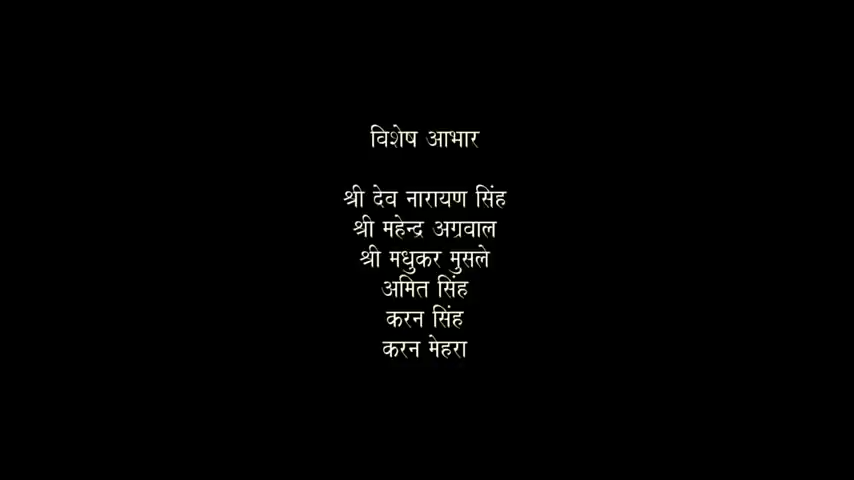 विशेष आभार
श्री देव नारायण सिंह
श्री महेन्द्र अग्रवाल
श्री मधुकर मुसले
अमित सिंह
करन सिंह
करन मेहरा